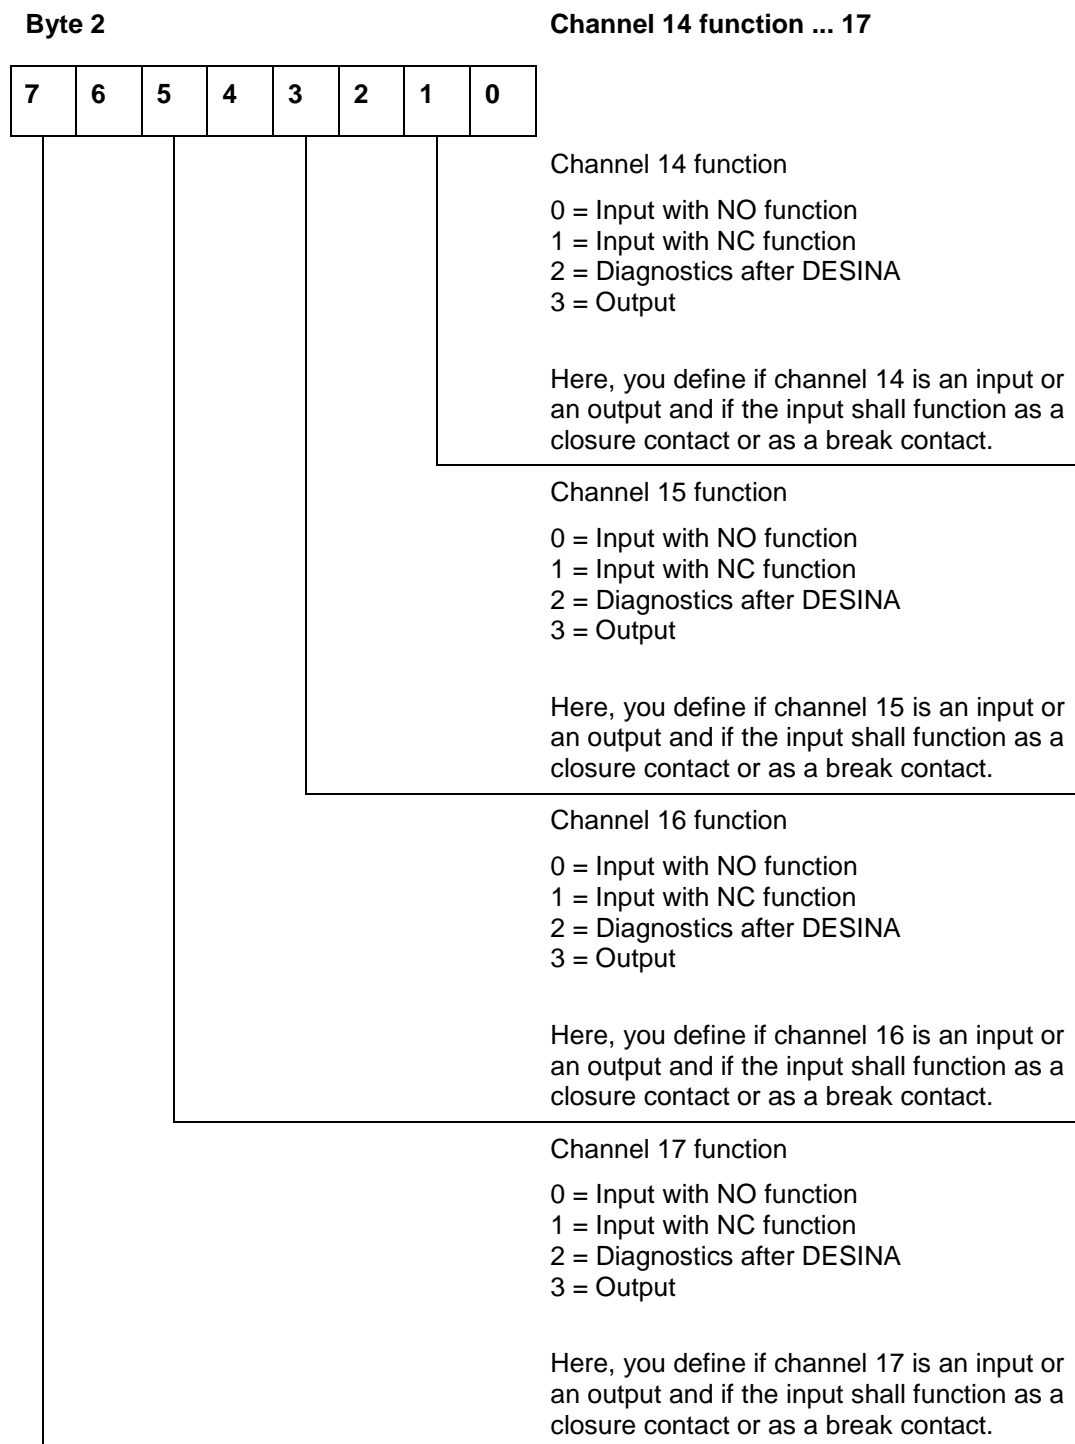 Byte 2
Channel 14 function ... 17
7 6 5 4 3 2 1 0
Channel 14 function
0 = Input with NO function
1 = Input with NC function
2 = Diagnostics after DESINA
3 = Output
Here, you define if channel 14 is an input or
an output and if the input shall function as a
closure contact or as a break contact.
Channel 15 function
0 = Input with NO function
1 = Input with NC function
2 = Diagnostics after DESINA
3 = Output
Here, you define if channel 15 is an input or
an output and if the input shall function as a
closure contact or as a break contact.
Channel 16 function
0 = Input with NO function
1 = Input with NC function
2 = Diagnostics after DESINA
3 = Output
Here, you define if channel 16 is an input or
an output and if the input shall function as a
closure contact or as a break contact.
Channel 17 function
0 = Input with NO function
1 = Input with NC function
2 = Diagnostics after DESINA
3 = Output
Here, you define if channel 17 is an input or
an output and if the input shall function as a
closure contact or as a break contact.